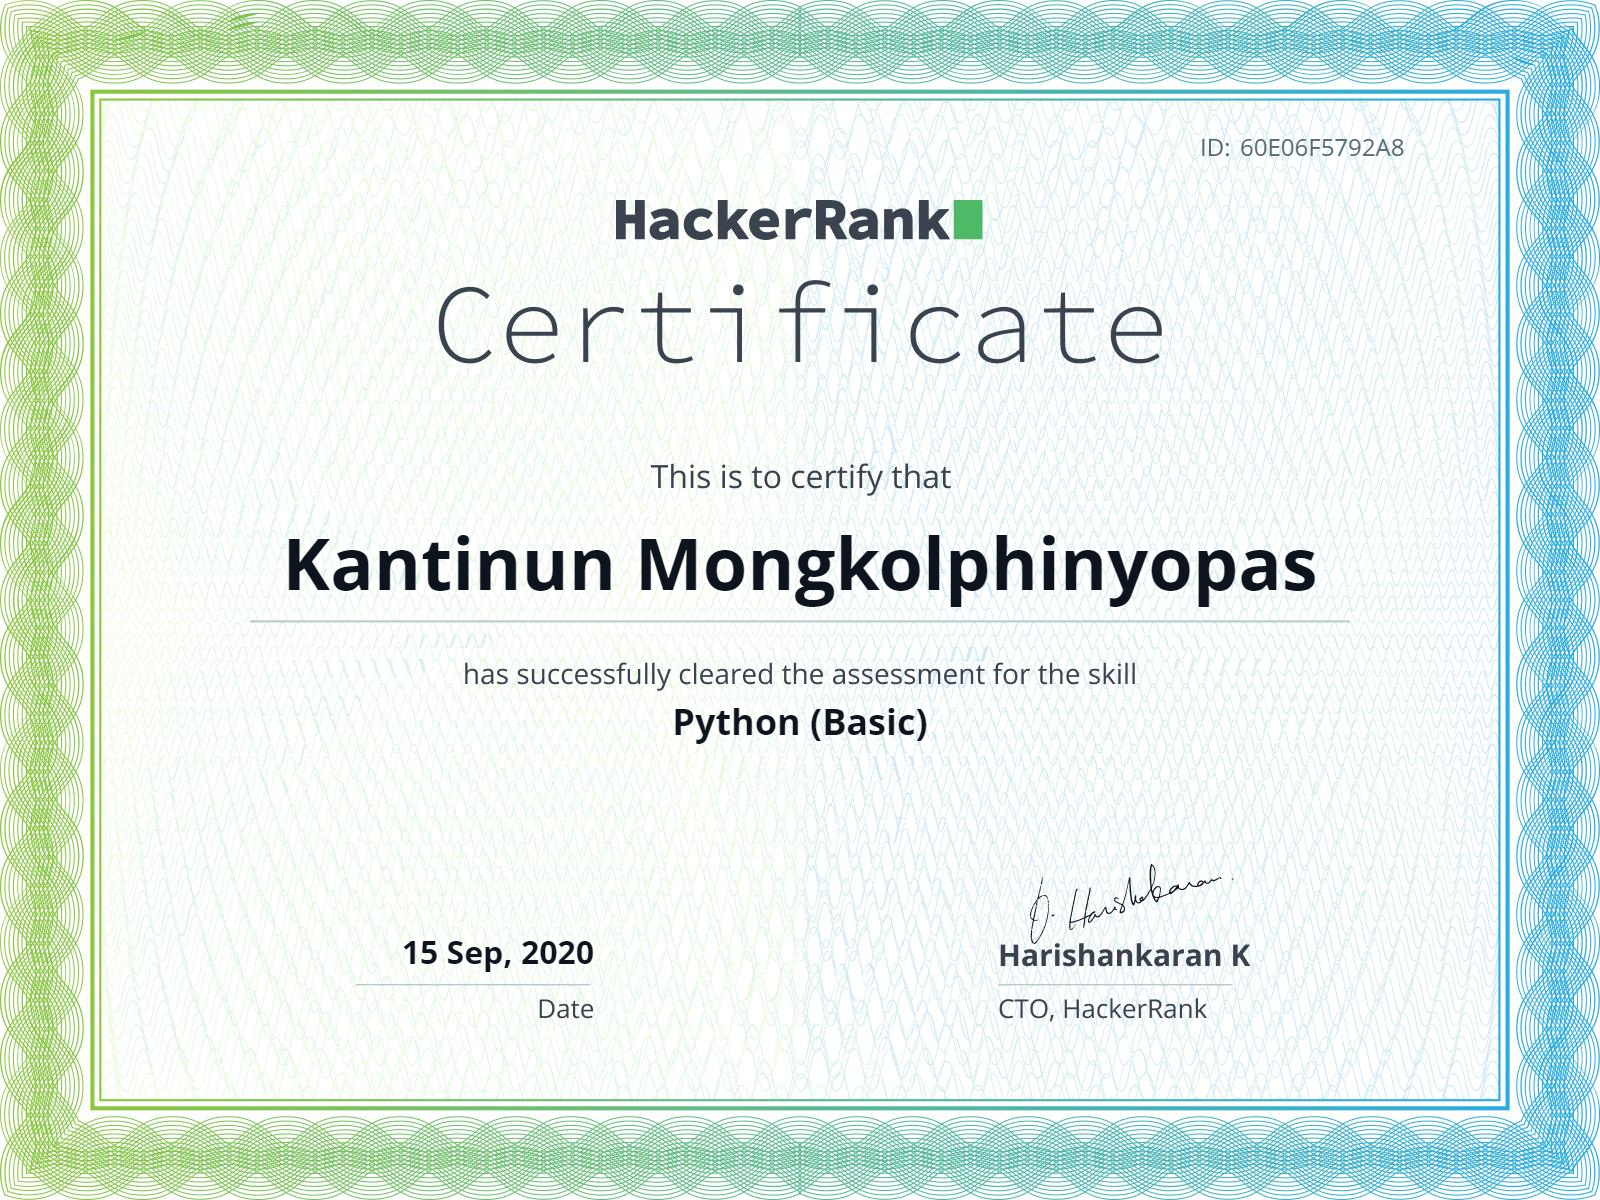 ID: 60E06F5792A8
HackerRank
Certificate
This is to certify that
Kantinun Mongkolphinyopas
has successfully cleared the assessment for the skill
Python (Basic)
15 Sep, 2020
Date
Harishankaran K
CTO, HackerRank